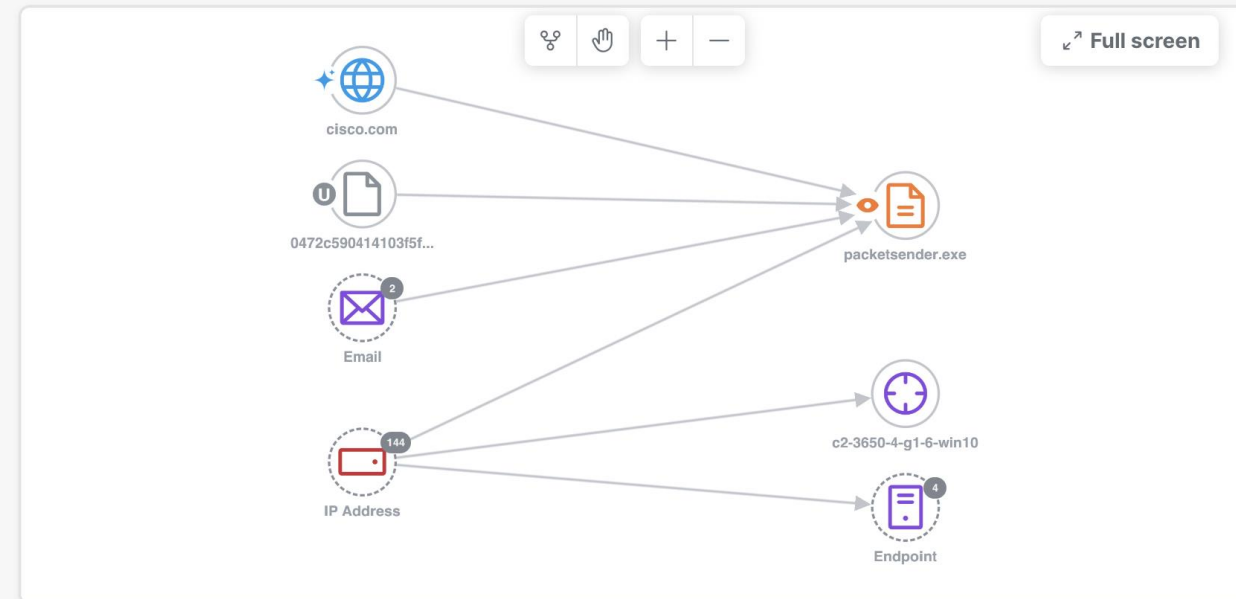 Full screen
cisco.com
U
0472c590414103f5f...
packetsender.exe
2
Email
144
IP Address
c2-3650-4-g1-6-win10
4
Endpoint